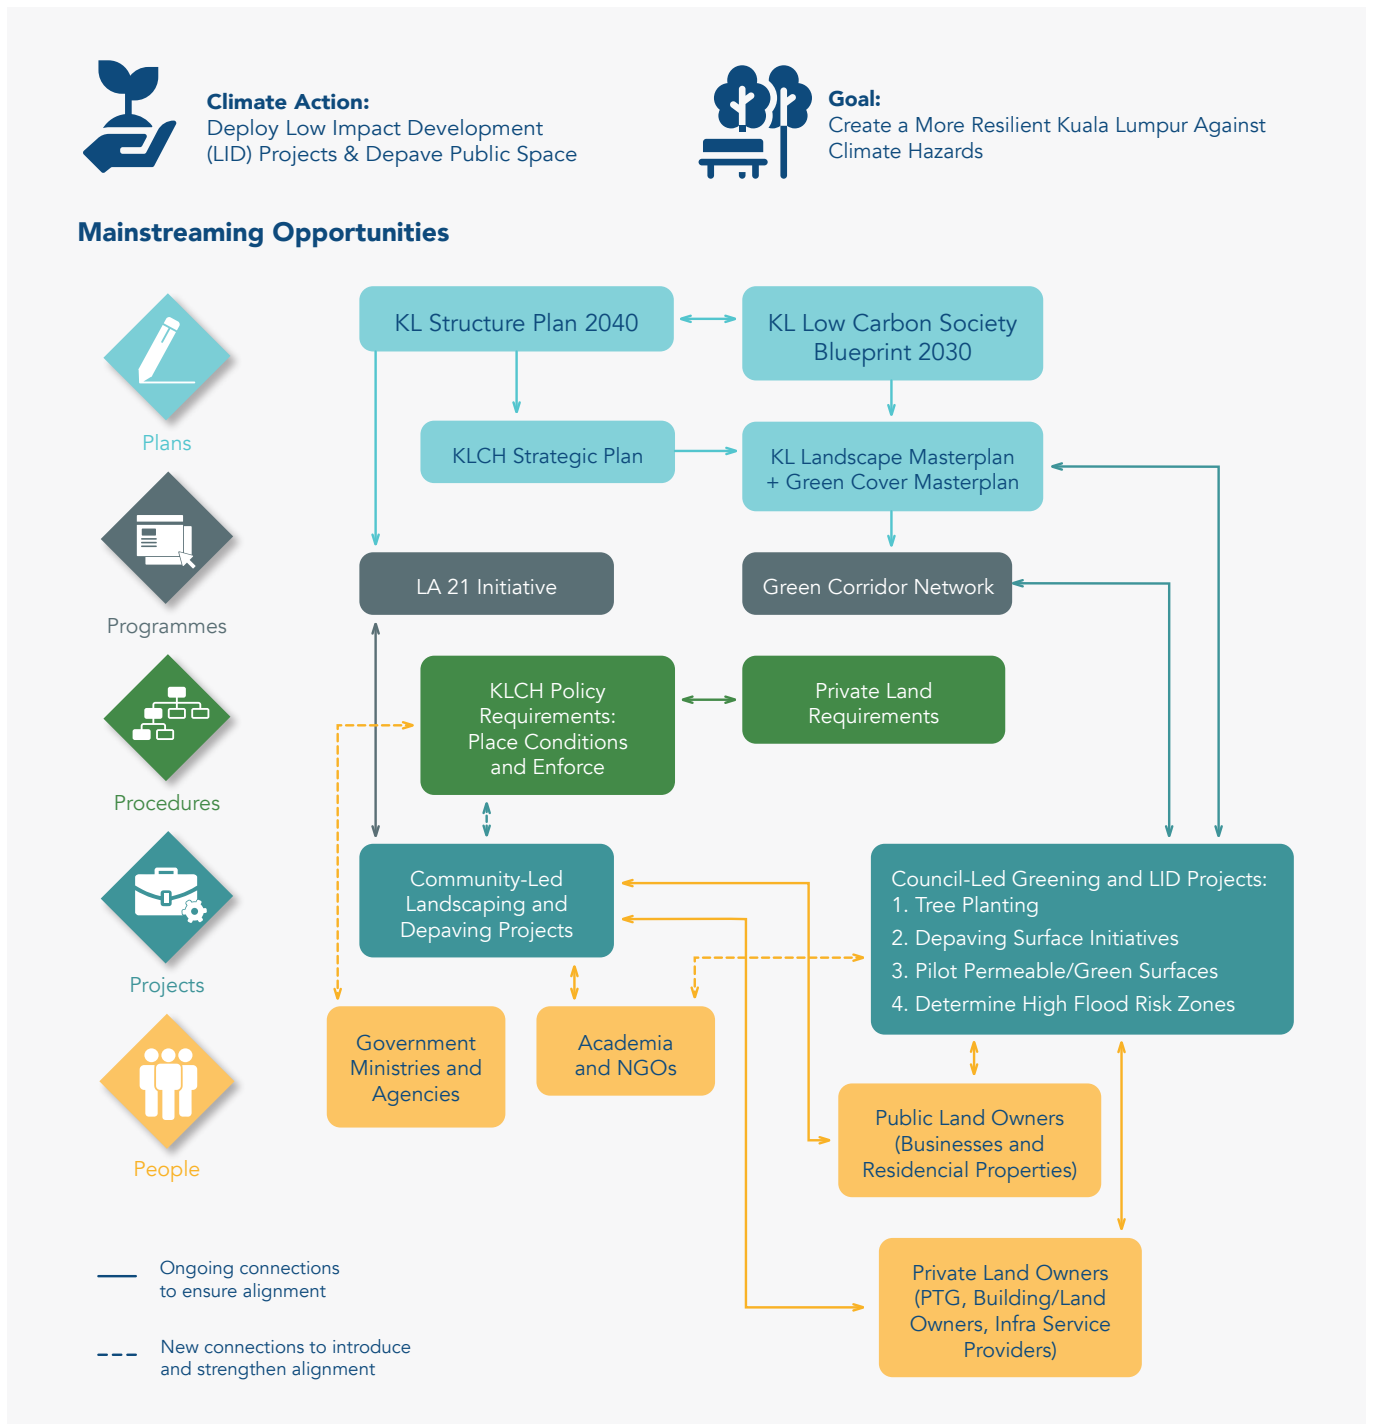 Climate Action:
Deploy Low Impact Development
(LID) Projects & Depave Public Space
Goal:
Create a More Resilient Kuala Lumpur Against
Climate Hazards
Mainstreaming Opportunities
Plans
Programmes
Procedures
Projects
People
KL Structure Plan 2040
KL Low Carbon Society
Blueprint 2030
KLCH Strategic Plan
KL Landscape Masterplan
+ Green Cover Masterplan
LA 21 Initiative
Green Corridor Network
KLCH Policy
Requirements:
Place Conditions
and Enforce
Private Land
Requirements
Community-Led
Landscaping and
Depaving Projects
Council-Led Greening and LID Projects:
1. Tree Planting
2. Depaving Surface Initiatives
3. Pilot Permeable/Green Surfaces
4. Determine High Flood Risk Zones
Government
Ministries and
Agencies
Academia
and NGOs
Public Land Owners
(Businesses and
Residencial Properties)
Private Land Owners
(PTG, Building/Land
Owners, Infra Service
Providers)
Ongoing connections
to ensure alignment
New connections to introduce
and strengthen alignment